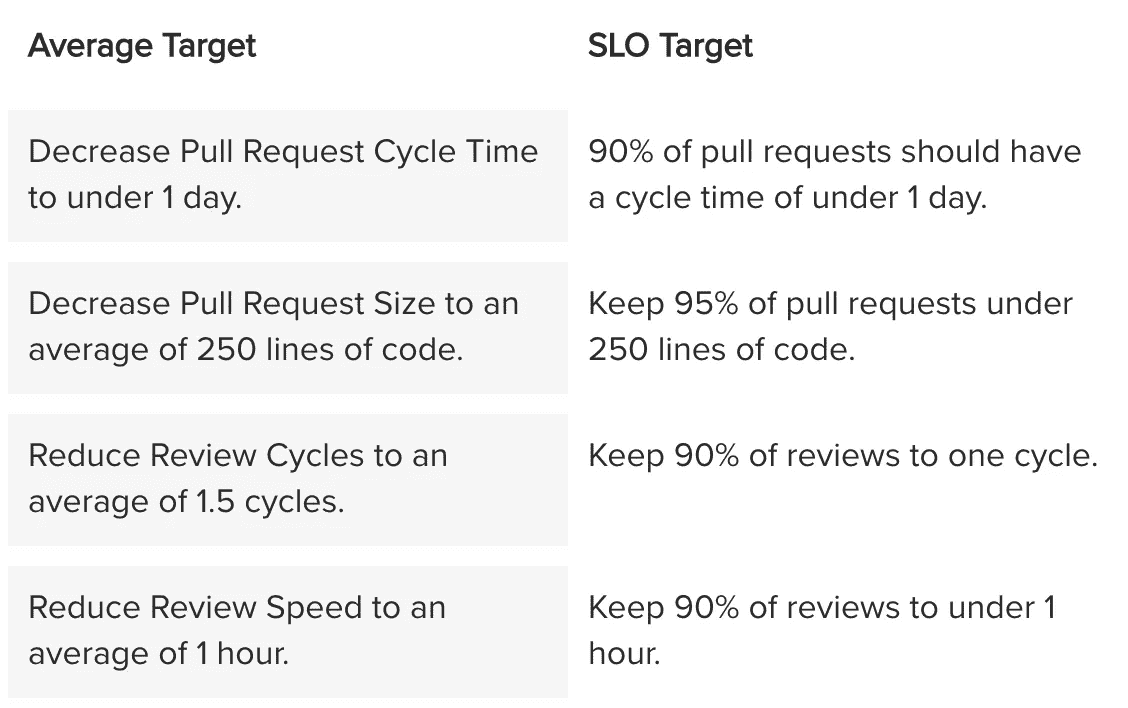 Average Target
SLO Target
Decrease Pull Request Cycle Time
to under 1 day.
90% of pull requests should have
a cycle time of under 1 day.
Decrease Pull Request Size to an
average of 250 lines of code.
Keep 95% of pull requests under
250 lines of code.
Reduce Review Cycles to an
average of 1.5 cycles.
Keep 90% of reviews to one cycle.
Reduce Review Speed to an
average of 1 hour.
Keep 90% of reviews to under 1
hour.